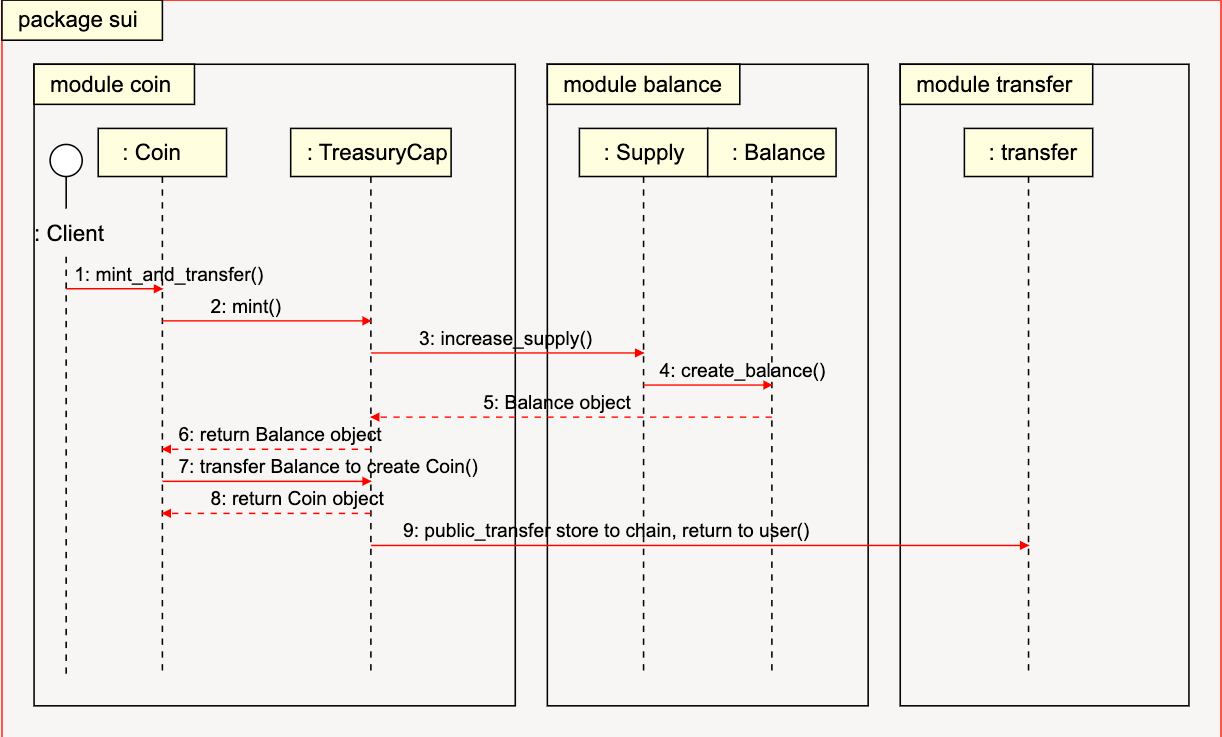 package sui
module coin
module balance
module transfer
: Coin
: TreasuryCap
: Supply
: Balance
: transfer
: Client
1: mint_and_transfer()
2: mint()
3: increase_supply()
4: create_balance()
5: Balance object
6: return Balance object
7: transfer Balance to create Coin()
8: return Coin object
9: public_transfer store to chain, return to user()